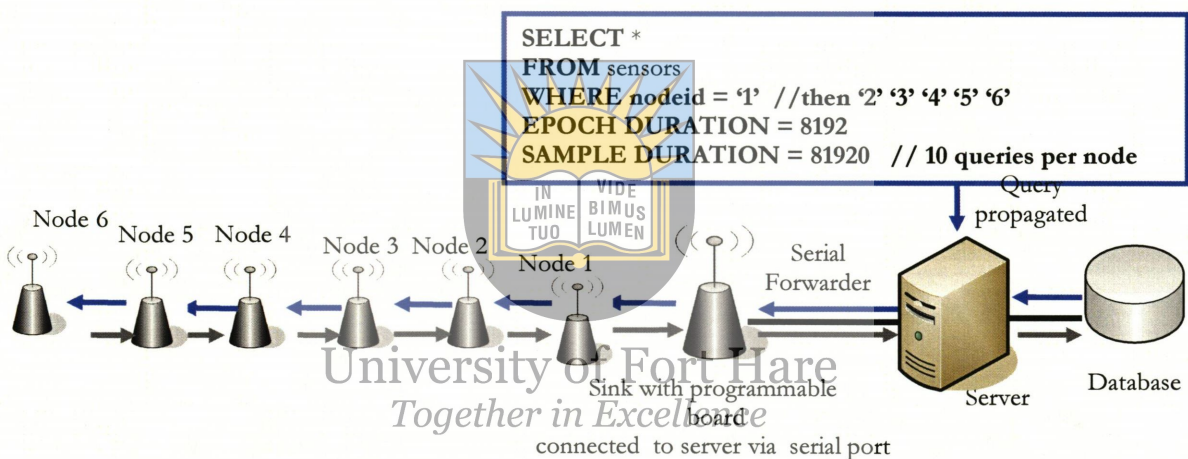 SELECT *
FROM sensors
WHERE nodeid = ‘1’ //then ‘2’ ‘3’ ‘4’ ‘5’ ‘6’
EPOCH DURATION = 8192
SAMPLE DURATION = 81920 // 10 queries per node
Query
propagated
IN
LUMINE
TUO
VIDE
BIMUS
LUMEN
Node 6
Node 5
Node 4
Node 3
Node 2
Node 1
Serial
Forwarder
University of Fort Hare
Together in Excellence
Sink with programmable
board
connected to server via serial port
Server
Database